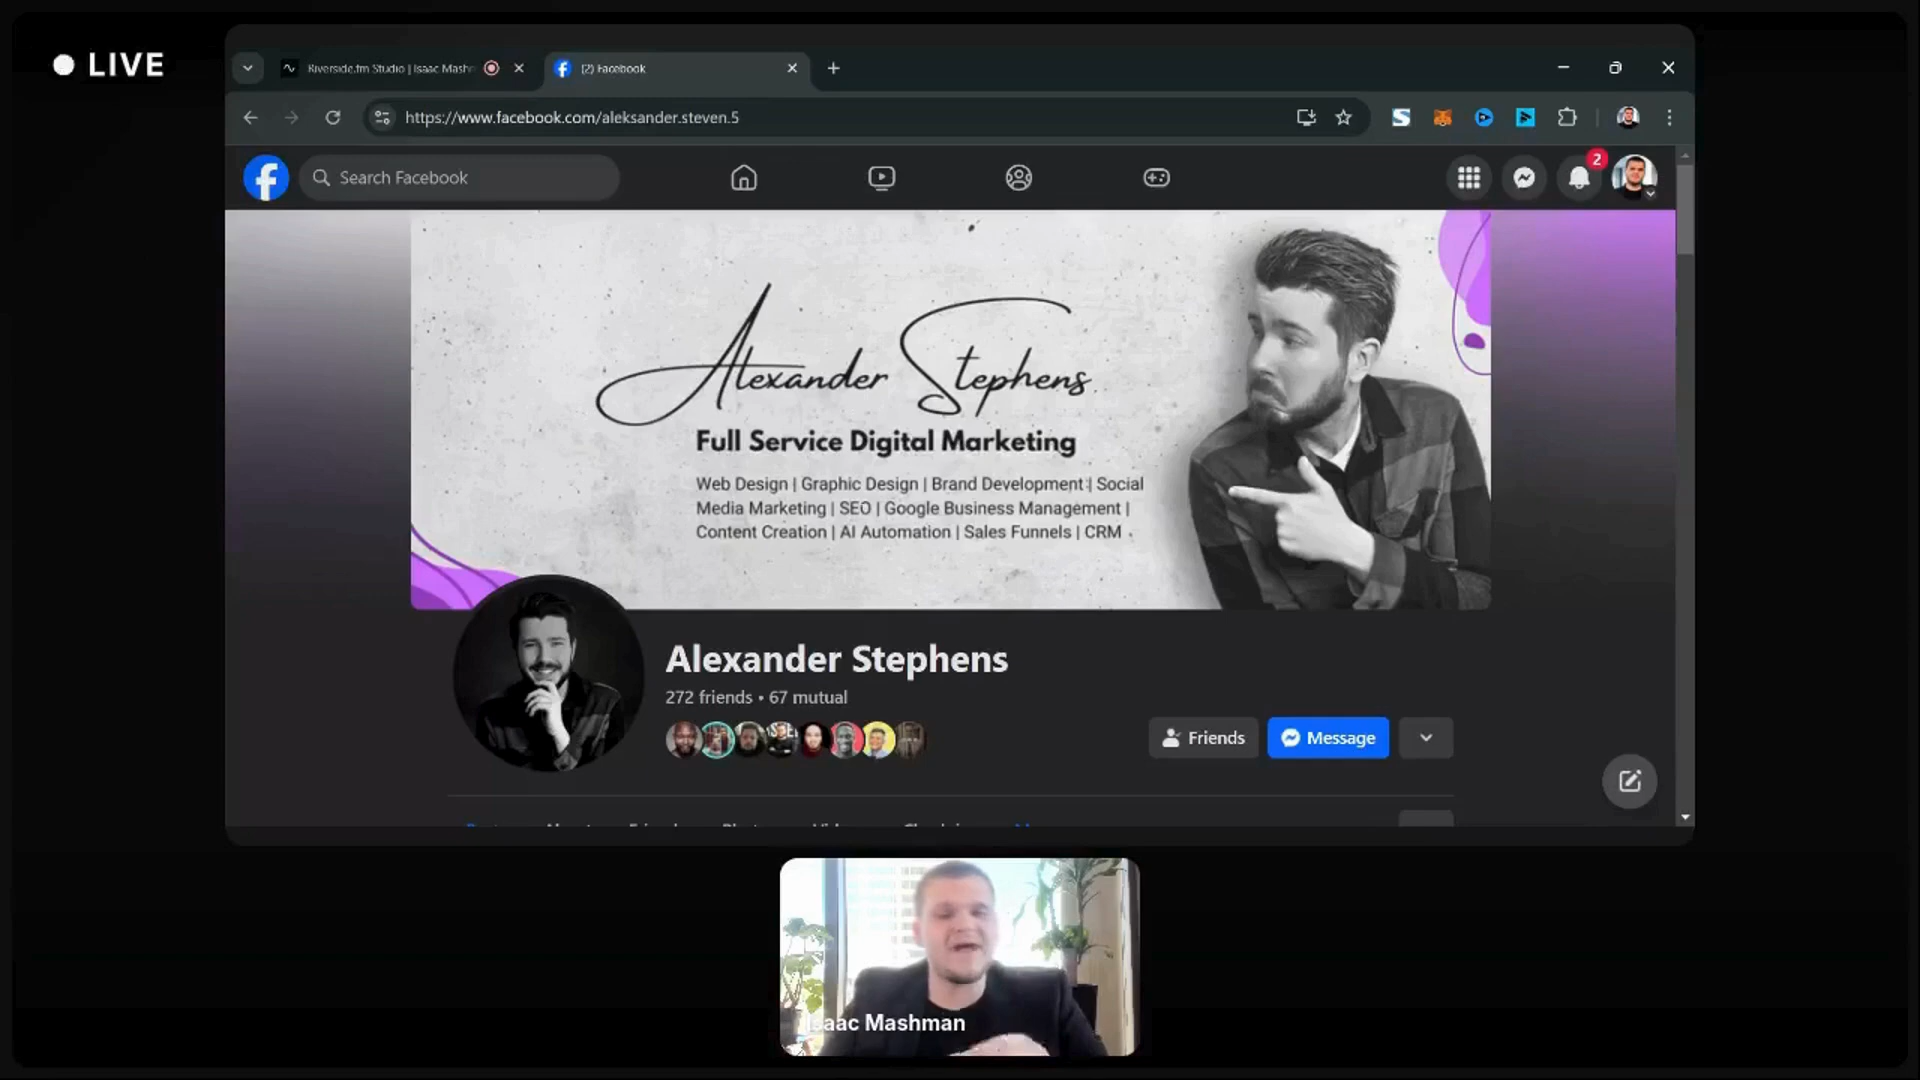 LIVE
Riverside.fm Studio | Isaac Mashm
(2) Facebook
https://www.facebook.com/aleksander.steven.5
Search Facebook
2
Alexander Stephens
Full Service Digital Marketing
Web Design | Graphic Design | Brand Development | Social
Media Marketing | SEO | Google Business Management |
Content Creation | AI Automation | Sales Funnels | CRM
Alexander Stephens
272 friends • 67 mutual
Friends
Message
Isaac Mashman